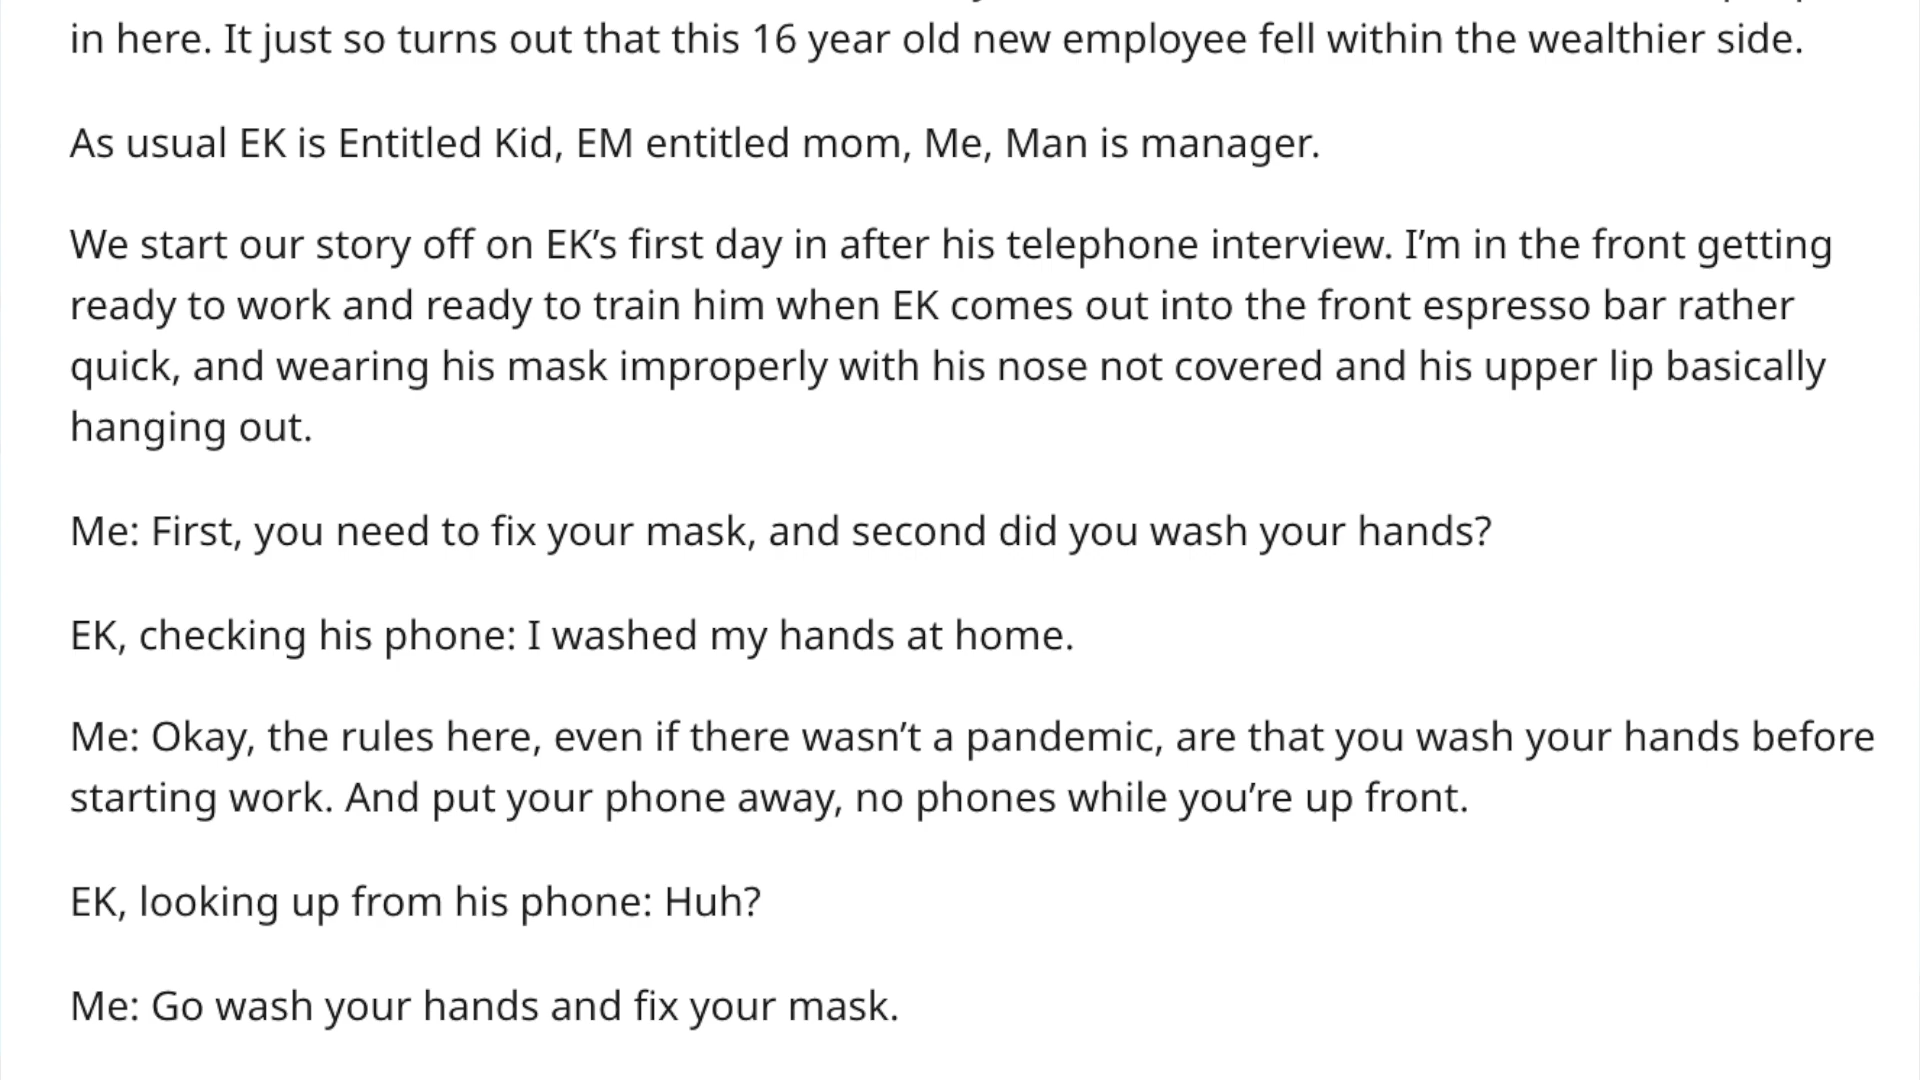 in here. It just so turns out that this 16 year old new employee fell within the wealthier side.
As usual EK is Entitled Kid, EM entitled mom, Me, Man is manager.
We start our story off on EK’s first day in after his telephone interview. I’m in the front getting
ready to work and ready to train him when EK comes out into the front espresso bar rather
quick, and wearing his mask improperly with his nose not covered and his upper lip basically
hanging out.
Me: First, you need to fix your mask, and second did you wash your hands?
EK, checking his phone: I washed my hands at home.
Me: Okay, the rules here, even if there wasn’t a pandemic, are that you wash your hands before
starting work. And put your phone away, no phones while you’re up front.
EK, looking up from his phone: Huh?
Me: Go wash your hands and fix your mask.